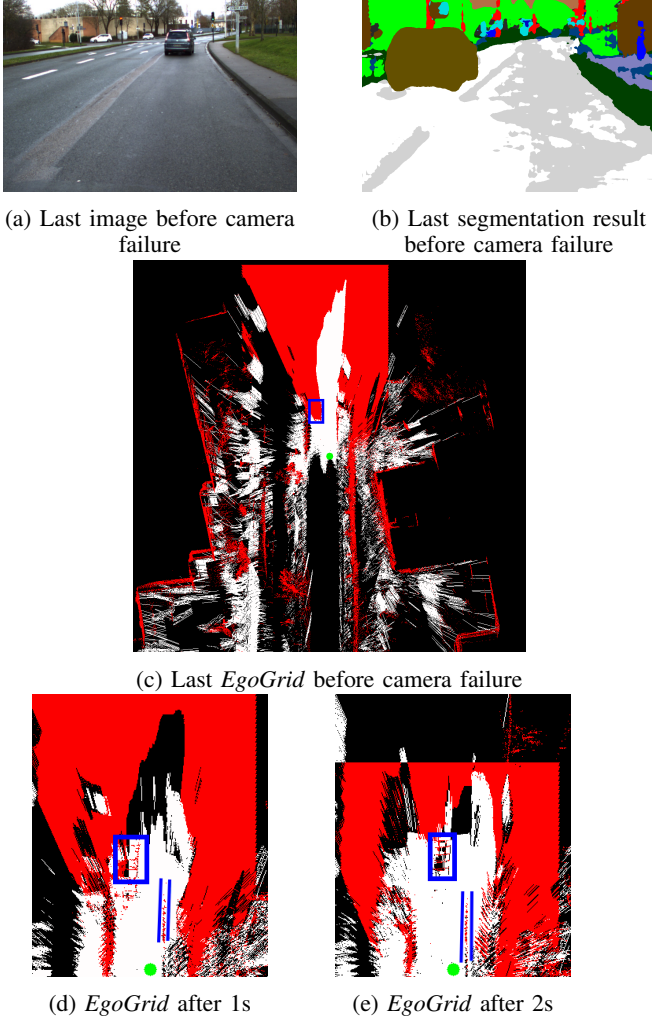 (a) Last image before camera
failure
(b) Last segmentation result
before camera failure
(c) Last EgoGrid before camera failure
(d) EgoGrid after 1s
(e) EgoGrid after 2s